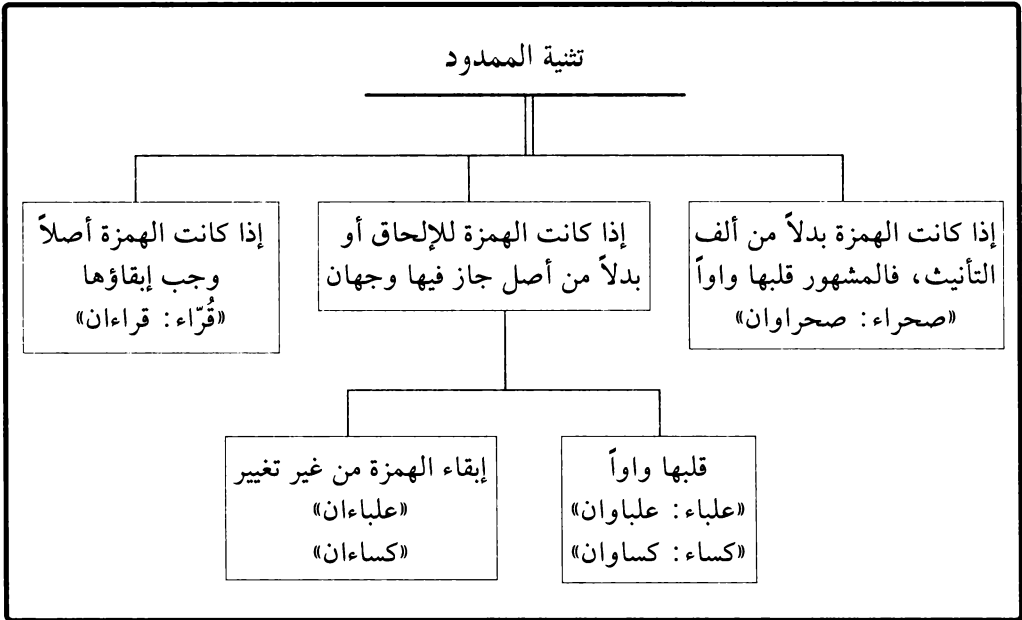 تثنية الممدود
إذا كانت الهمزة بدلاً من ألف
التأنيث، فالمشهور قلبها واواً
«صحراء: صحراوان»
إذا كانت الهمزة للإلحاق أو
بدلاً من أصل جاز فيها وجهان
إذا كانت الهمزة أصلاً
وجب إبقاؤها
«قُرّاء: قراءان»
قلبها واواً
«علباء: علباوان»
«كساء: كساوان»
إبقاء الهمزة من غير تغيير
«علباءان»
«كساءان»